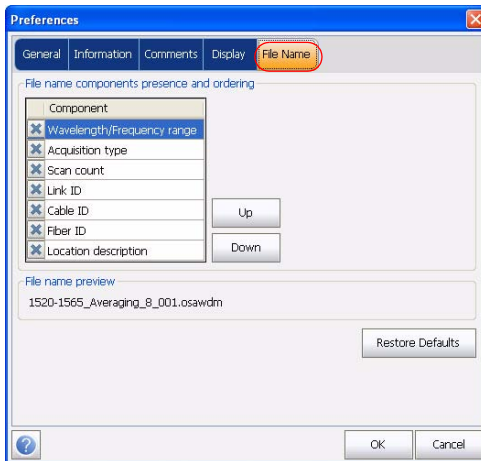 Preferences
General Information Comments Display File Name
File name components presence and ordering
Component
Wavelength/Frequency range
Acquisition type
Scan count
Link ID
Cable ID
Fiber ID
Location description
Up
Down
File name preview
1520-1565_Averaging_8_001.osawdm
Restore Defaults
?
OK Cancel